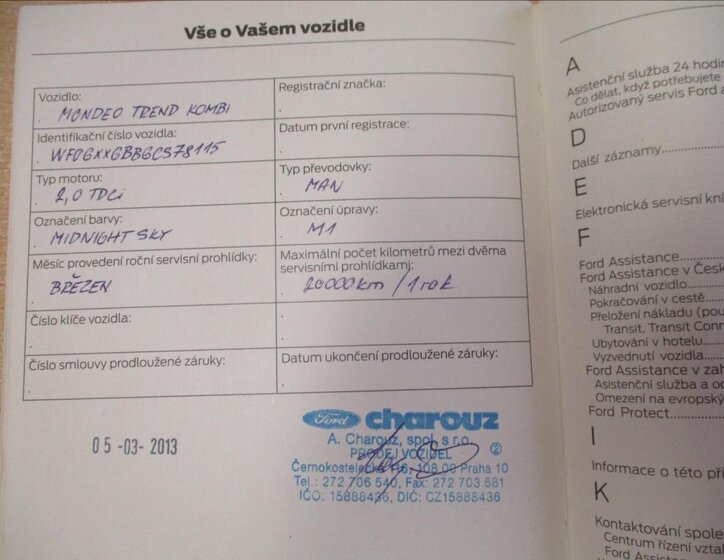 Vše o Vašem vozidle
Vozidlo:
MONDEO TREND KOMBI
Registrační značka:
Identifikační číslo vozidla:
WF0GXXGBBGCS78115
Datum první registrace:
Typ motoru:
2,0 TDCi
Typ převodovky:
MAN
Označení barvy:
MIDNIGHT SKY
Označení úpravy:
M1
Měsíc provedení roční servisní prohlídky:
BŘEZEN
Maximální počet kilometrů mezi dvěma
servisními prohlídkami:
20000km / 1 rok
Číslo klíče vozidla:
Číslo smlouvy prodloužené záruky:
Datum ukončení prodloužené záruky:
05-03-2013
Ford charouz
A. Charouz, spol. s r.o.
PRODEJ VOZIDEL
2
108 00 Praha 10
Tel.: 272 706 540, Fax: 272 703 581
IČO: 15888436, DIČ: CZ15888436
A
Asistenční služba 24 hodin
Co dělat, když potřebujete
Autorizovaný servis Ford a
D
Další záznamy
E
Elektronická servisní kni
F
Ford Assistance
Ford Assistance v Česk
Náhradní vozidlo
Pokračování v cestě
Přeložení nákladu (pou
Transit, Transit Conn
Ubytování v hotelu
Vyzvednutí vozidla
Ford Assistance v zah
Asistenční služba a od
Omezení na evropský
Ford Protect
I
Informace o této pří
K
Kontaktování spole
Centrum řízení vzta
Ford Assis